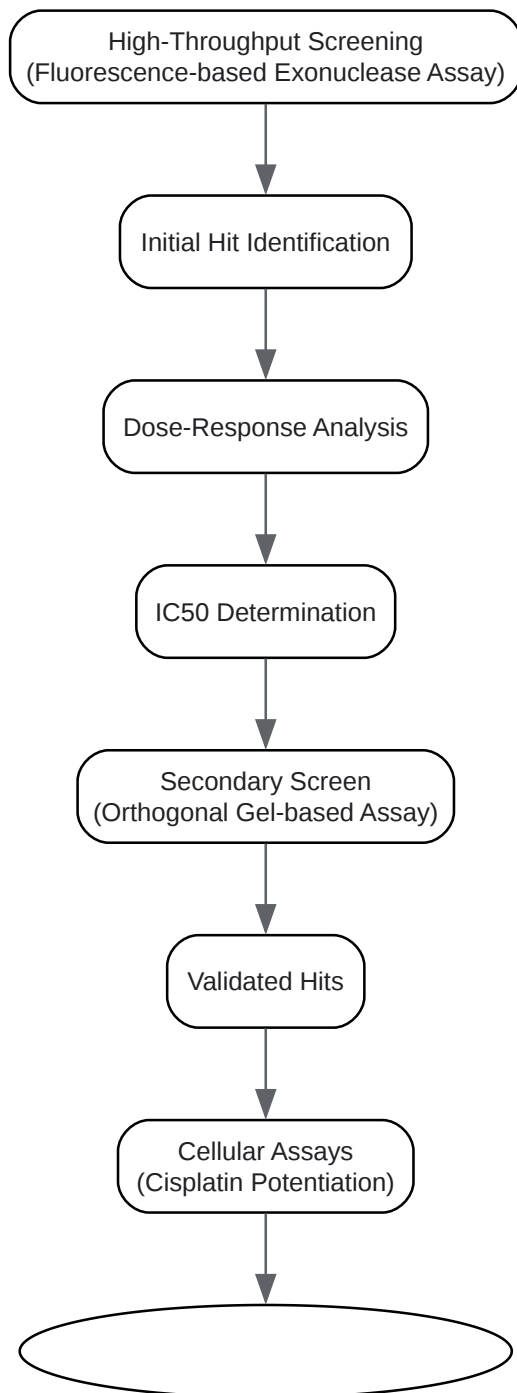 High-Throughput Screening
(Fluorescence-based Exonuclease Assay)
Initial Hit Identification
Dose-Response Analysis
IC50 Determination
Secondary Screen
(Orthogonal Gel-based Assay)
Validated Hits
Cellular Assays
(Cisplatin Potentiation)